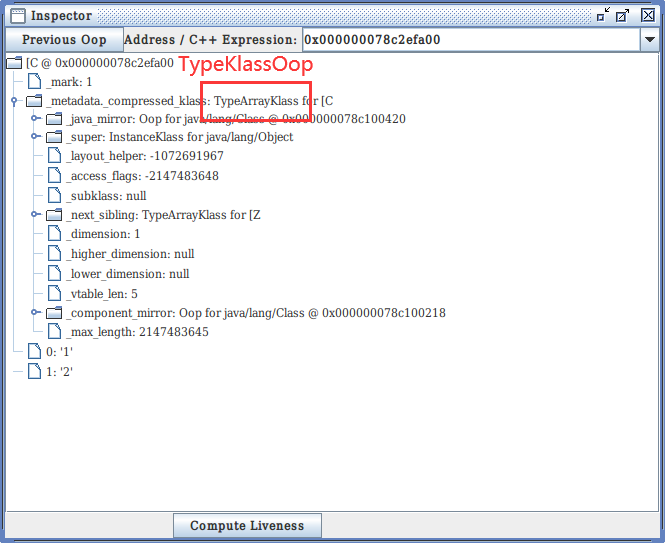 Inspector
Previous Oop Address / C++ Expression: 0x000000078c2efa00
[C @ 0x000000078c2efa00 TypeKlassOop
_mark: 1
_metadata._compressed_klass: TypeArrayKlass for [C
_java_mirror: Oop for java/lang/Class @ 0x000000078c100420
_super: InstanceKlass for java/lang/Object
_layout_helper: -1072691967
_access_flags: -2147483648
_subklass: null
_next_sibling: TypeArrayKlass for [Z
_dimension: 1
_higher_dimension: null
_lower_dimension: null
_vtable_len: 5
_component_mirror: Oop for java/lang/Class @ 0x000000078c100218
_max_length: 2147483645
0: '1'
1: '2'
Compute Liveness